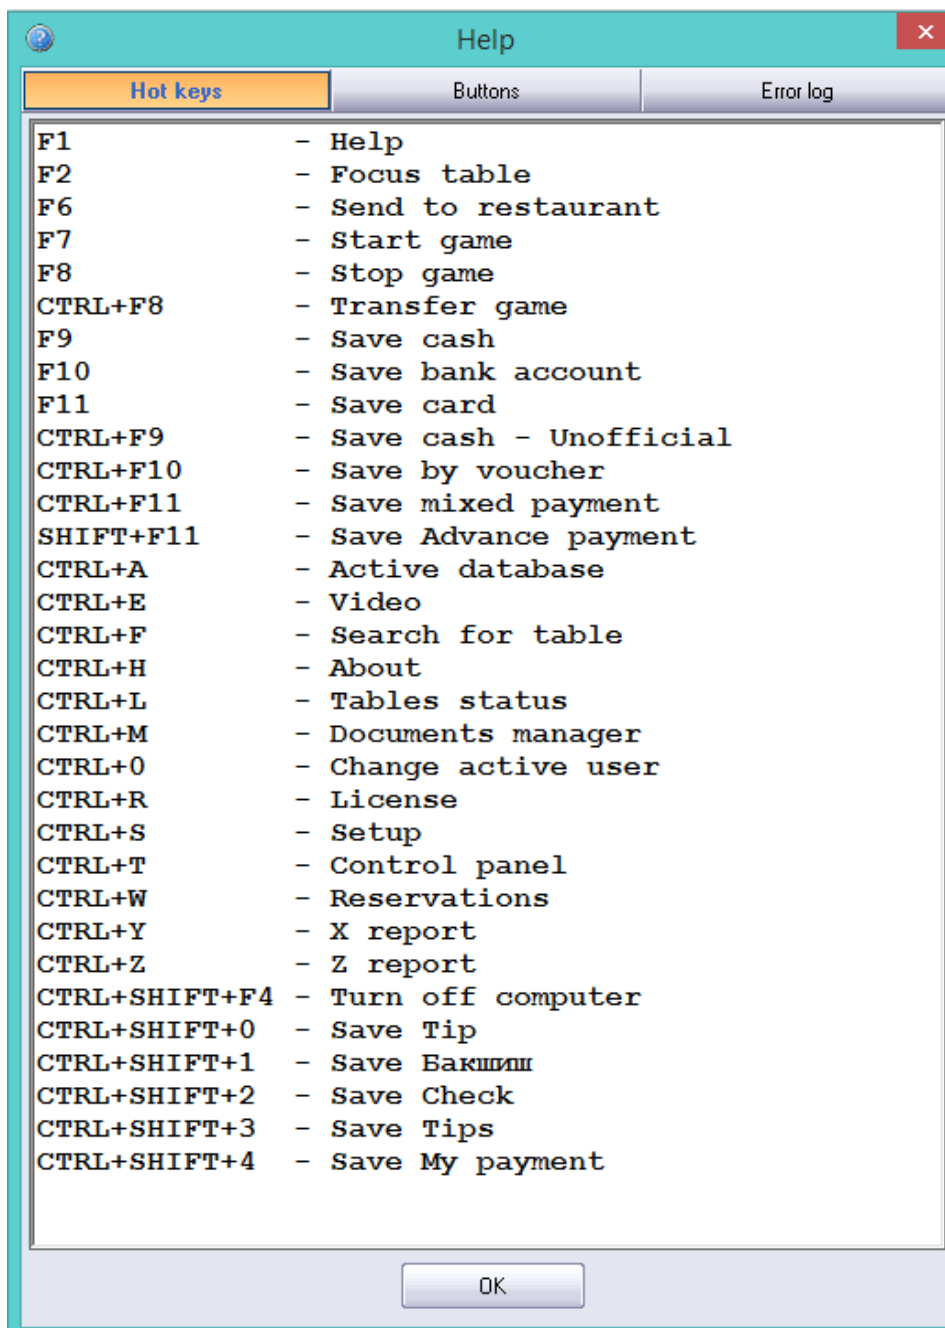 Help
Hot keys
Buttons
Error log
F1 - Help
F2 - Focus table
F6 - Send to restaurant
F7 - Start game
F8 - Stop game
CTRL+F8 - Transfer game
F9 - Save cash
F10 - Save bank account
F11 - Save card
CTRL+F9 - Save cash - Unofficial
CTRL+F10 - Save by voucher
CTRL+F11 - Save mixed payment
SHIFT+F11 - Save Advance payment
CTRL+A - Active database
CTRL+E - Video
CTRL+F - Search for table
CTRL+H - About
CTRL+L - Tables status
CTRL+M - Documents manager
CTRL+0 - Change active user
CTRL+R - License
CTRL+S - Setup
CTRL+T - Control panel
CTRL+W - Reservations
CTRL+Y - X report
CTRL+Z - Z report
CTRL+SHIFT+F4 - Turn off computer
CTRL+SHIFT+0 - Save Tip
CTRL+SHIFT+1 - Save Бакшиш
CTRL+SHIFT+2 - Save Check
CTRL+SHIFT+3 - Save Tips
CTRL+SHIFT+4 - Save My payment
OK